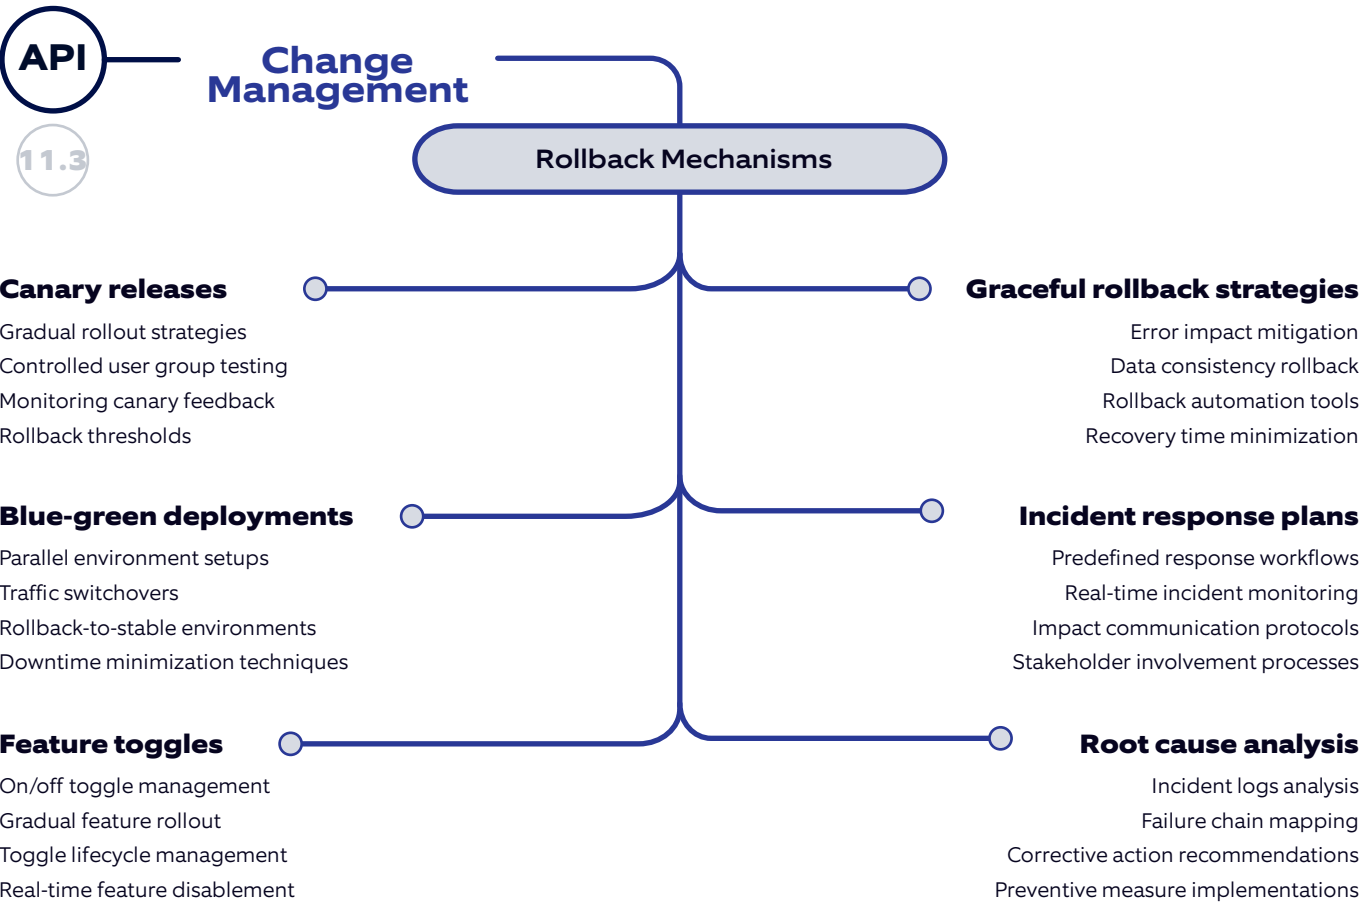 API
Change
Management
11.3
Rollback Mechanisms
Canary releases
Gradual rollout strategies
Controlled user group testing
Monitoring canary feedback
Rollback thresholds
Graceful rollback strategies
Error impact mitigation
Data consistency rollback
Rollback automation tools
Recovery time minimization
Blue-green deployments
Parallel environment setups
Traffic switchovers
Rollback-to-stable environments
Downtime minimization techniques
Incident response plans
Predefined response workflows
Real-time incident monitoring
Impact communication protocols
Stakeholder involvement processes
Feature toggles
On/off toggle management
Gradual feature rollout
Toggle lifecycle management
Real-time feature disablement
Root cause analysis
Incident logs analysis
Failure chain mapping
Corrective action recommendations
Preventive measure implementations